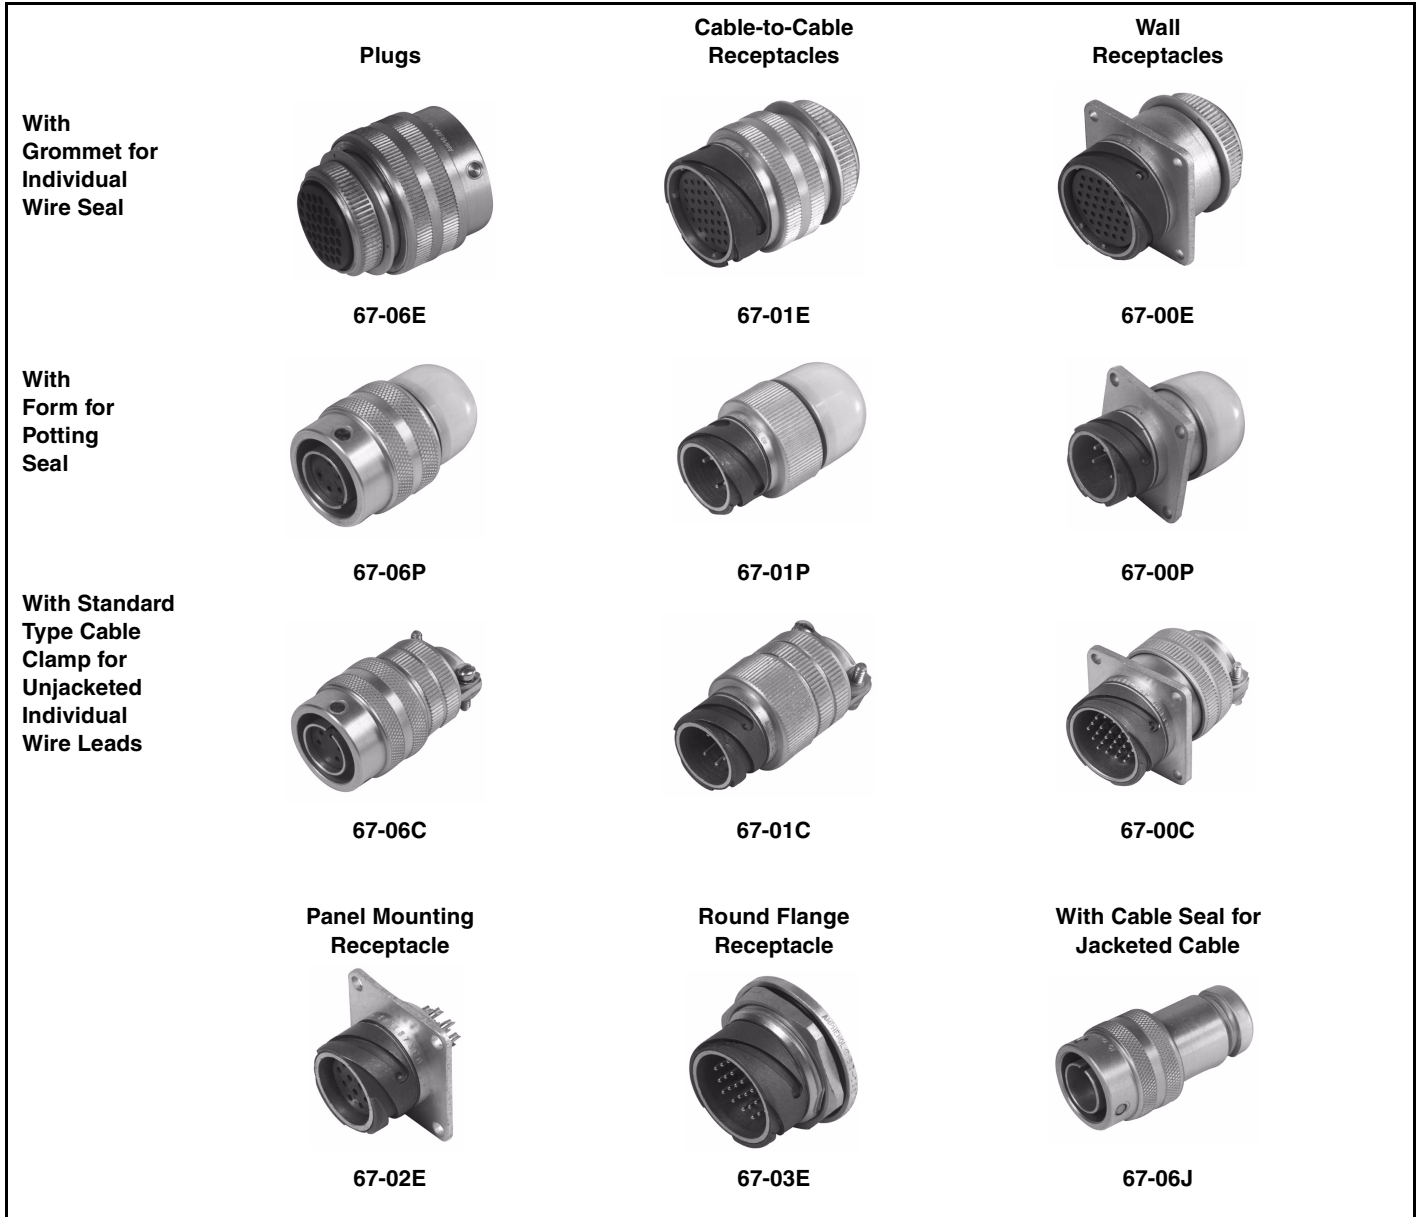 Plugs
Cable-to-Cable
Receptacles
Wall
Receptacles
With
Grommet for
Individual
Wire Seal
67-06E
67-01E
67-00E
With
Form for
Potting
Seal
67-06P
67-01P
67-00P
With Standard
Type Cable
Clamp for
Unjacketed
Individual
Wire Leads
67-06C
67-01C
67-00C
Panel Mounting
Receptacle
Round Flange
Receptacle
With Cable Seal for
Jacketed Cable
AMPHENOL
67-02E
67-03E
67-06J